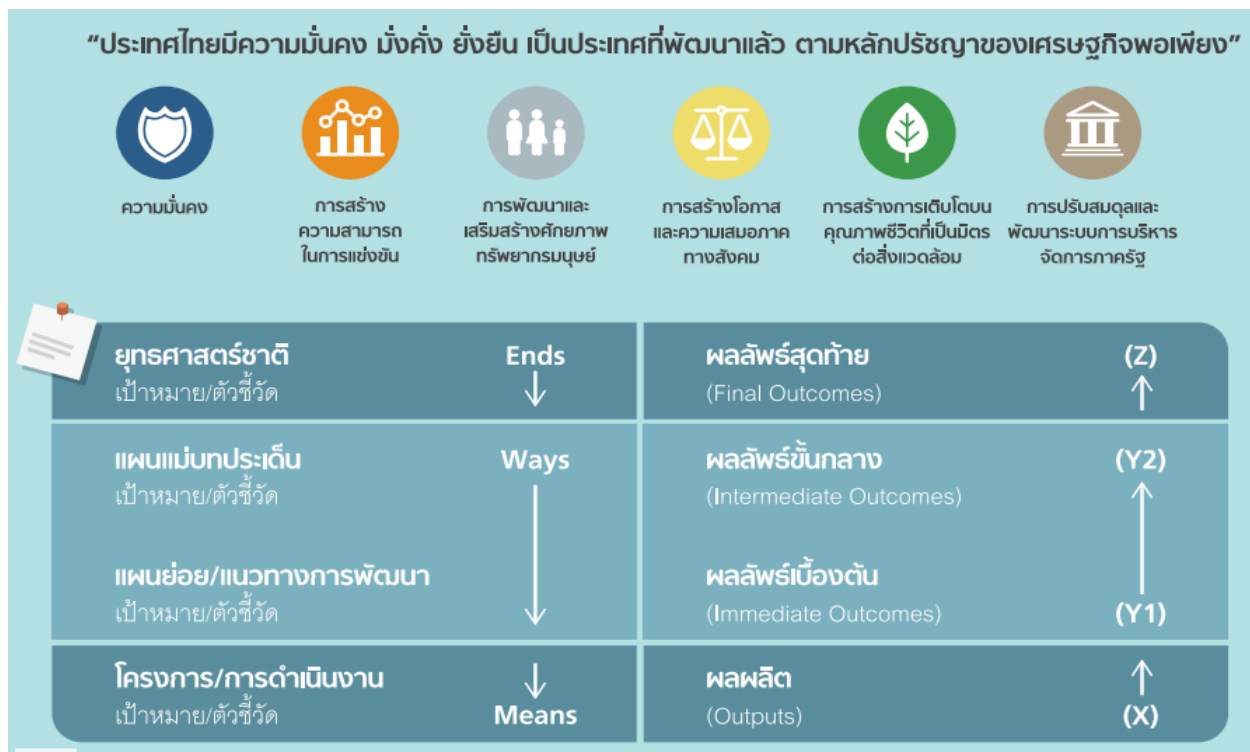 “ประเทศไทยมีความมั่นคง มั่งคั่ง ยั่งยืน เป็นประเทศที่พัฒนาแล้ว ตามหลักปรัชญาของเศรษฐกิจพอเพียง”
ความมั่นคง
การสร้าง
ความสามารถ
ในการแข่งขัน
การพัฒนาและ
เสริมสร้างศักยภาพ
ทรัพยากรมนุษย์
การสร้างโอกาส
และความเสมอภาค
ทางสังคม
การสร้างการเติบโตบน
คุณภาพชีวิตที่เป็นมิตร
ต่อสิ่งแวดล้อม
การปรับสมดุลและ
พัฒนาระบบการบริหาร
จัดการภาครัฐ
ยุทธศาสตร์ชาติ Ends
เป้าหมาย/ตัวชี้วัด
ผลลัพธ์สุดท้าย (Z)
(Final Outcomes)
แผนแม่บทประเด็น Ways
เป้าหมาย/ตัวชี้วัด
ผลลัพธ์ขั้นกลาง (Y2)
(Intermediate Outcomes)
แผนย่อย/แนวทางการพัฒนา
เป้าหมาย/ตัวชี้วัด
ผลลัพธ์เบื้องต้น
(Immediate Outcomes) (Y1)
โครงการ/การดำเนินงาน
เป้าหมาย/ตัวชี้วัด Means
ผลผลิต
(Outputs) (X)